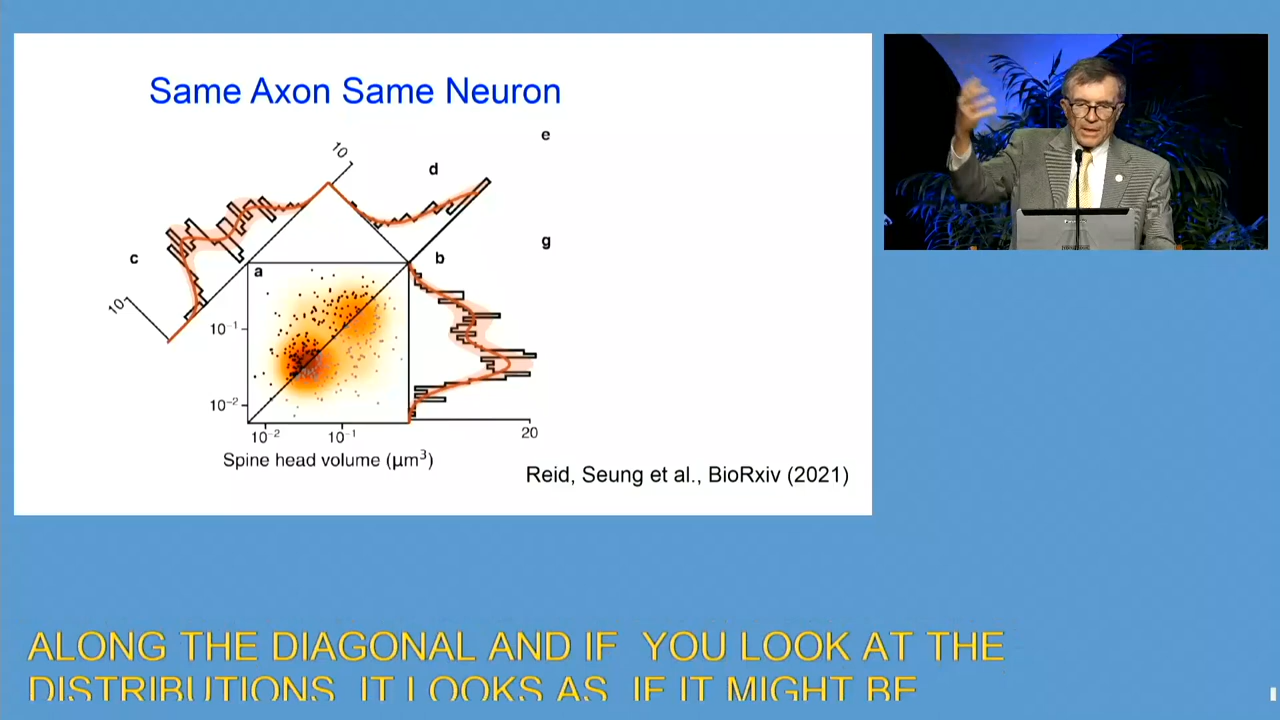 Same Axon Same Neuron
e
10
d
c
g
b
a
10
10⁻¹
10⁻²
10⁻² 10⁻¹
20
Spine head volume (μm³)
Reid, Seung et al., BioRxiv (2021)
ALONG THE DIAGONAL AND IF YOU LOOK AT THE
DISTRIBUTIONS IT LOOKS AS IF IT MIGHT BE